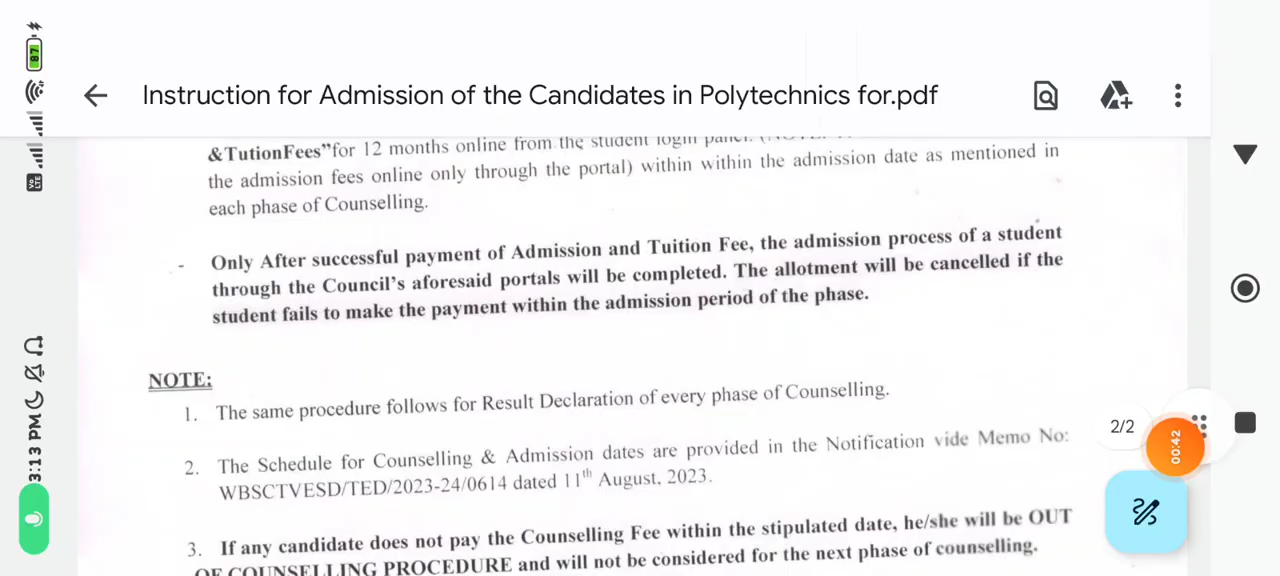 Instruction for Admission of the Candidates in Polytechnics for.pdf
&TutionFees”for 12 months online from the student login panel.
the admission fees online only through the portal) within within the admission date as mentioned in
each phase of Counselling.
- Only After successful payment of Admission and Tuition Fee, the admission process of a student
through the Council’s aforesaid portals will be completed. The allotment will be cancelled if the
student fails to make the payment within the admission period of the phase.
NOTE:
1. The same procedure follows for Result Declaration of every phase of Counselling.
2. The Schedule for Counselling & Admission dates are provided in the Notification vide Memo No:
WBSCTVESD/TED/2023-24/0614 dated 11th August, 2023.
3. If any candidate does not pay the Counselling Fee within the stipulated date, he/she will be OUT
OF COUNSELLING PROCEDURE and will not be considered for the next phase of counselling.
2/2
00:42
87
Vo LTE
3:13 PM